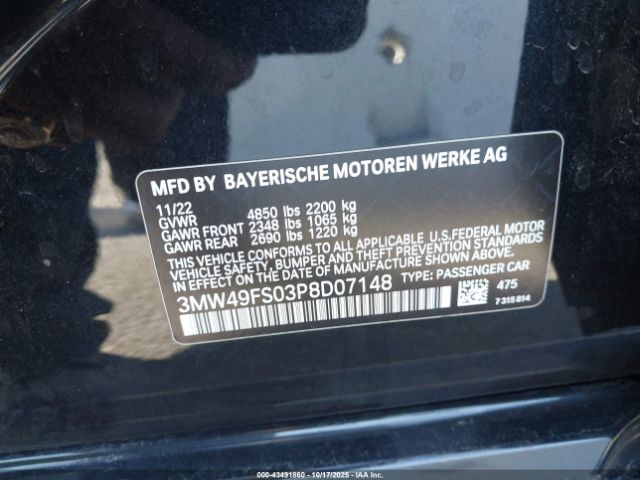 MFD BY BAYERISCHE MOTOREN WERKE AG
11/22
GVWR 4850 lbs 2200 kg
GAWR FRONT 2348 lbs 1065 kg
GAWR REAR 2690 lbs 1220 kg
THIS VEHICLE CONFORMS TO ALL APPLICABLE U.S.FEDERAL MOTOR
VEHICLE SAFETY, BUMPER AND THEFT PREVENTION STANDARDS
IN EFFECT ON THE DATE OF MANUFACTURE SHOWN ABOVE.
3MW49FS03P8D07148 TYPE: PASSENGER CAR
475
7 315 814
000-43491860 - 10/17/2025 - IAAI.COM